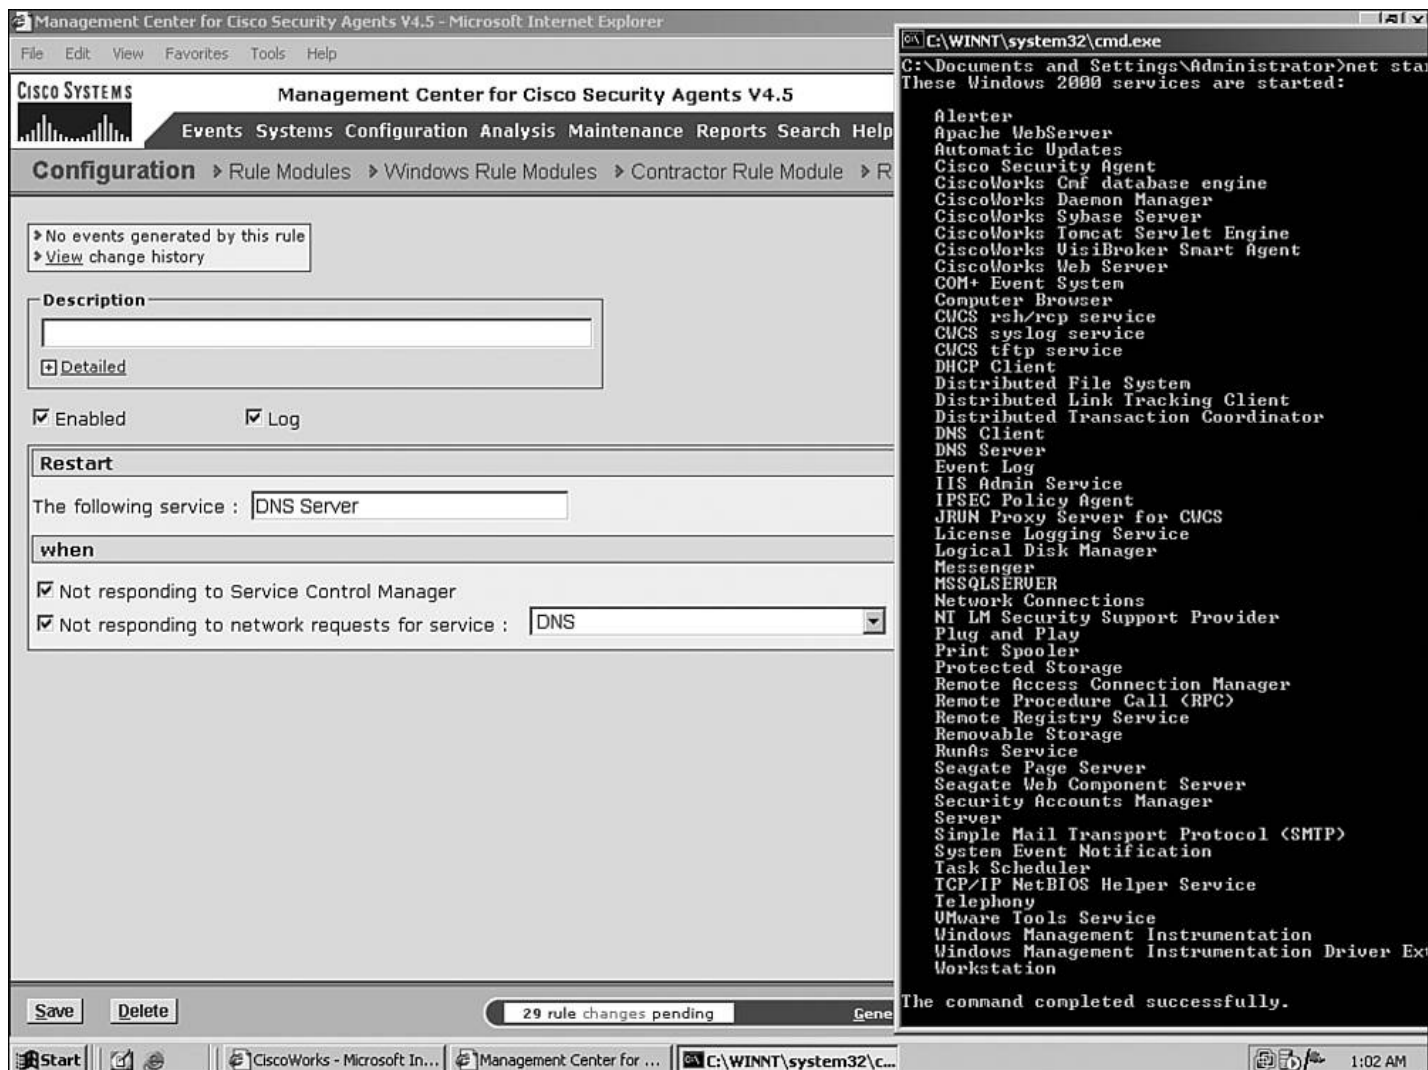 Management Center for Cisco Security Agents V4.5 - Microsoft Internet Explorer
File Edit View Favorites Tools Help
CISCO SYSTEMS
Management Center for Cisco Security Agents V4.5
Events Systems Configuration Analysis Maintenance Reports Search Help
Configuration > Rule Modules > Windows Rule Modules > Contractor Rule Module > R
No events generated by this rule
View change history
Description
Detailed
Enabled Log
Restart
The following service : DNS Server
when
Not responding to Service Control Manager
Not responding to network requests for service : DNS
Save Delete
29 rule changes pending
Gene
C:\WINNT\system32\cmd.exe
C:\Documents and Settings\Administrator>net star
These Windows 2000 services are started:
Alerter
Apache WebServer
Automatic Updates
Cisco Security Agent
CiscoWorks Cmf database engine
CiscoWorks Daemon Manager
CiscoWorks Sybase Server
CiscoWorks Tomcat Servlet Engine
CiscoWorks VisiBroker Smart Agent
CiscoWorks Web Server
COM+ Event System
Computer Browser
CWCS rsh/rcp service
CWCS syslog service
CWCS tftp service
DHCP Client
Distributed File System
Distributed Link Tracking Client
Distributed Transaction Coordinator
DNS Client
DNS Server
Event Log
IIS Admin Service
IPSEC Policy Agent
JRUN Proxy Server for CWCS
License Logging Service
Logical Disk Manager
Messenger
MSSQLSERVER
Network Connections
NT LM Security Support Provider
Plug and Play
Print Spooler
Protected Storage
Remote Access Connection Manager
Remote Procedure Call (RPC)
Remote Registry Service
Removable Storage
RunAs Service
Seagate Page Server
Seagate Web Component Server
Security Accounts Manager
Server
Simple Mail Transport Protocol (SMTP)
System Event Notification
Task Scheduler
TCP/IP NetBIOS Helper Service
Telephony
VMware Tools Service
Windows Management Instrumentation
Windows Management Instrumentation Driver Ext
Workstation
The command completed successfully.
Start CiscoWorks - Microsoft In... Management Center for ... C:\WINNT\system32\c... 1:02 AM